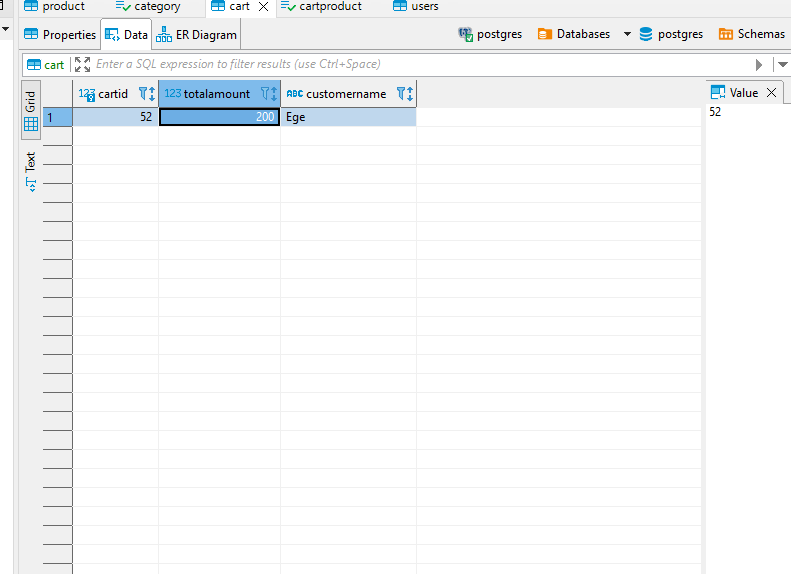 product category cart cartproduct users
Properties Data ER Diagram postgres Databases postgres Schemas
cart Enter a SQL expression to filter results (use Ctrl+Space)
Grid
Text
123 cartid 123 totalamount ABC customername
1 52 200 Ege
Value
52